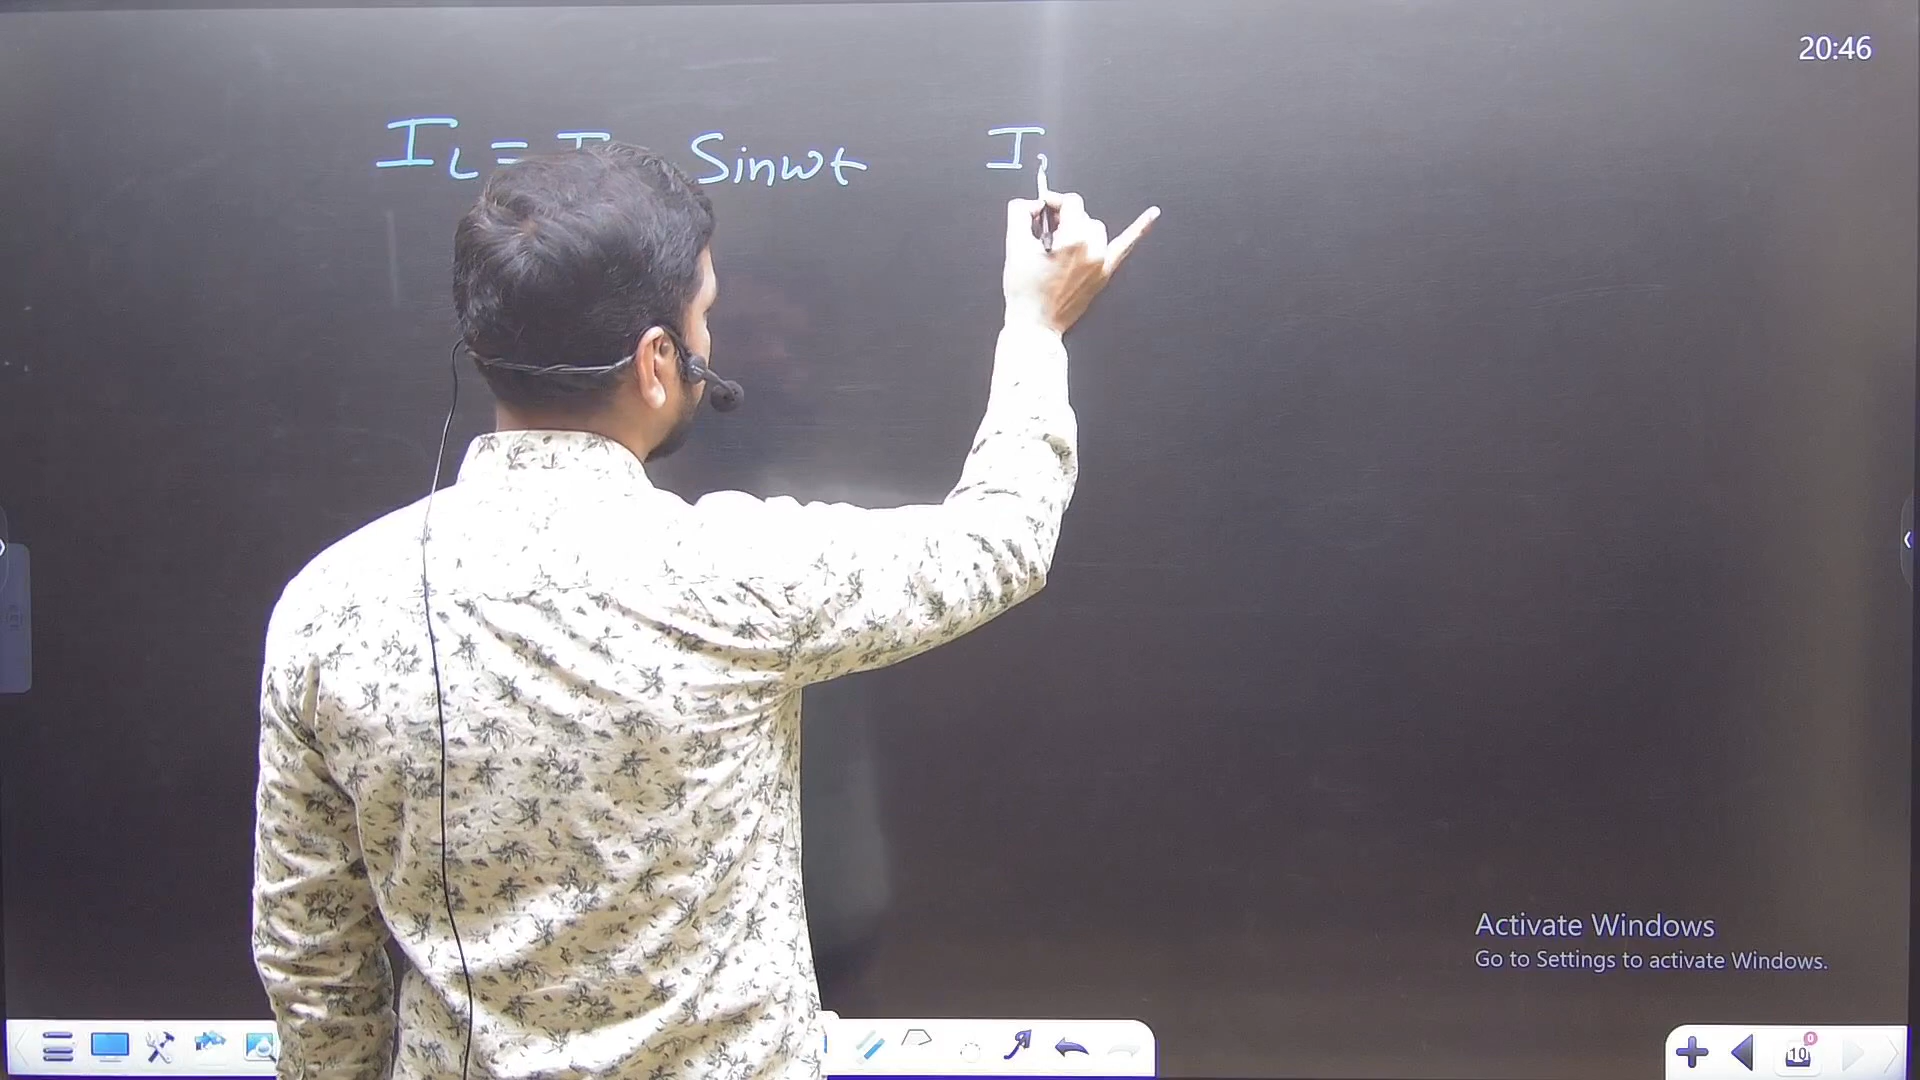 20:46
I_L = I Sinωt I
Activate Windows
Go to Settings to activate Windows.
10